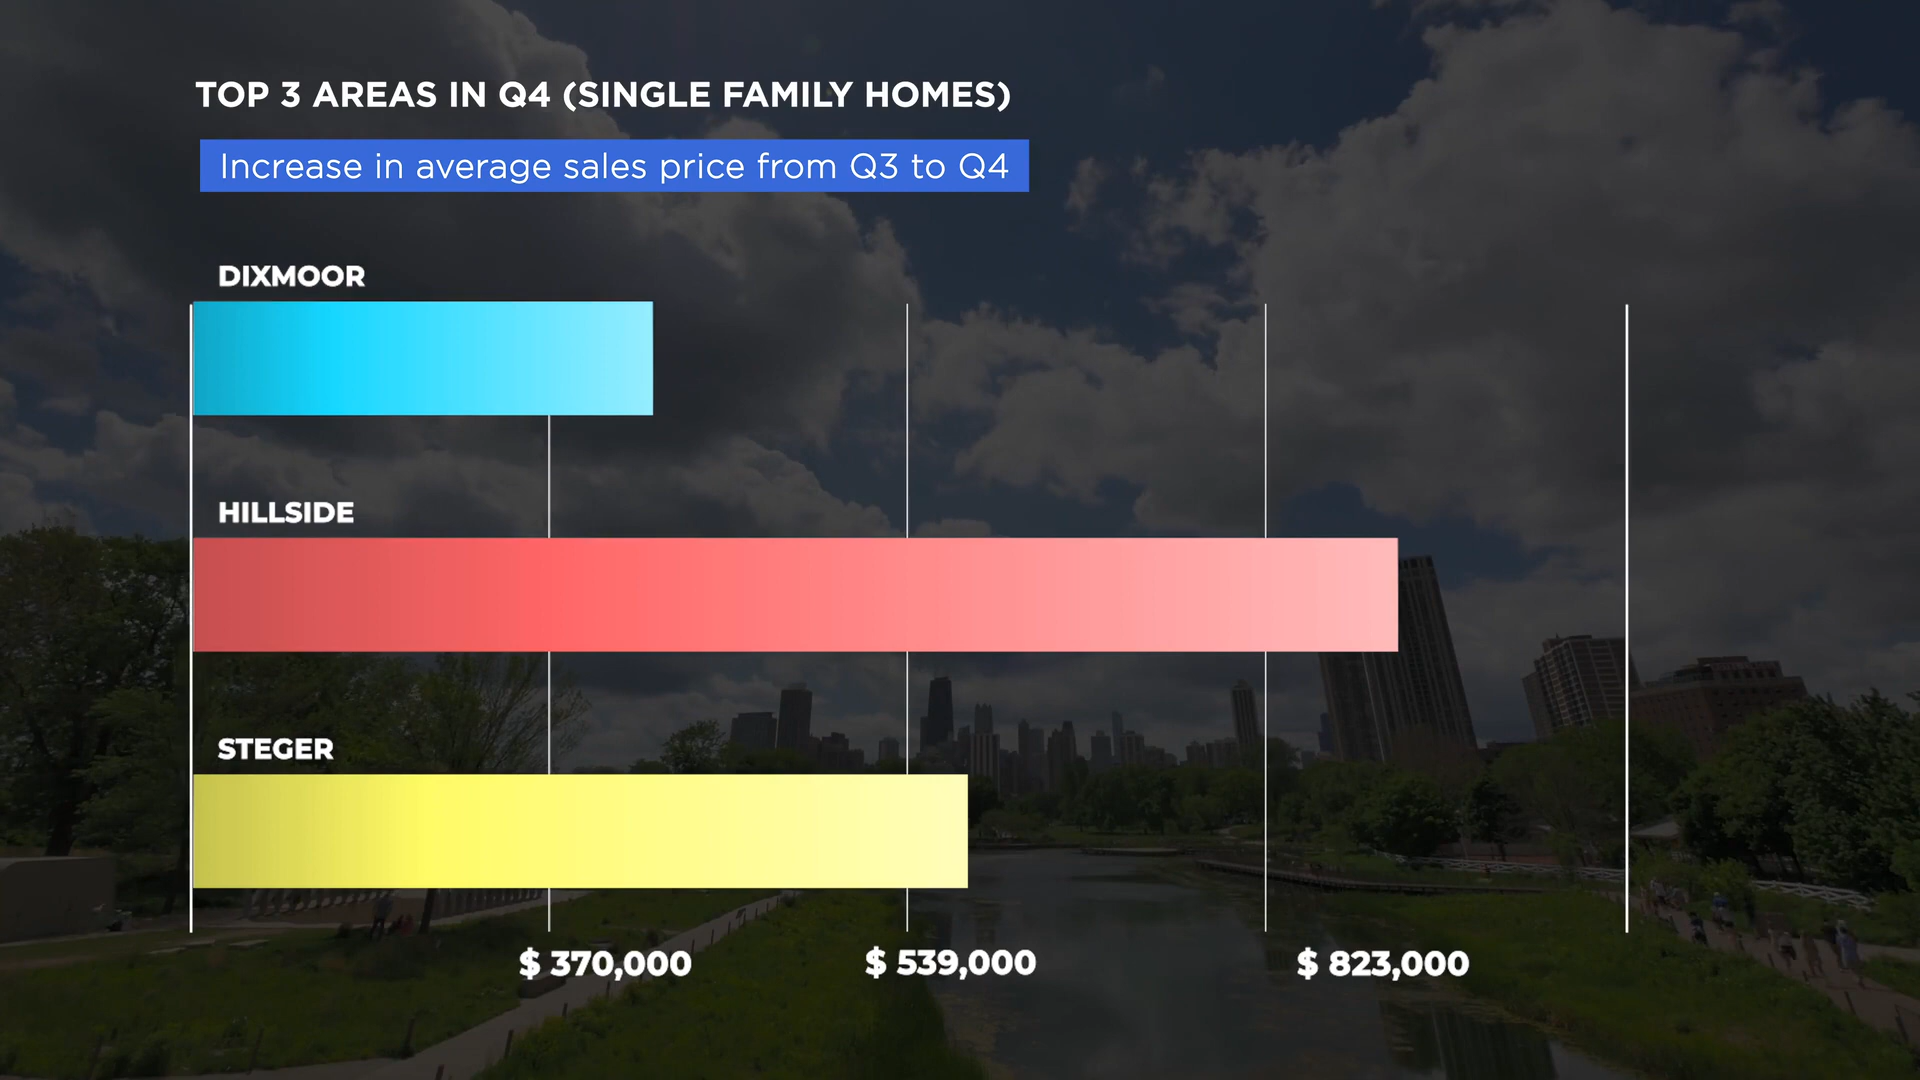 TOP 3 AREAS IN Q4 (SINGLE FAMILY HOMES)
Increase in average sales price from Q3 to Q4
DIXMOOR
HILLSIDE
STEGER
$ 370,000
$ 539,000
$ 823,000